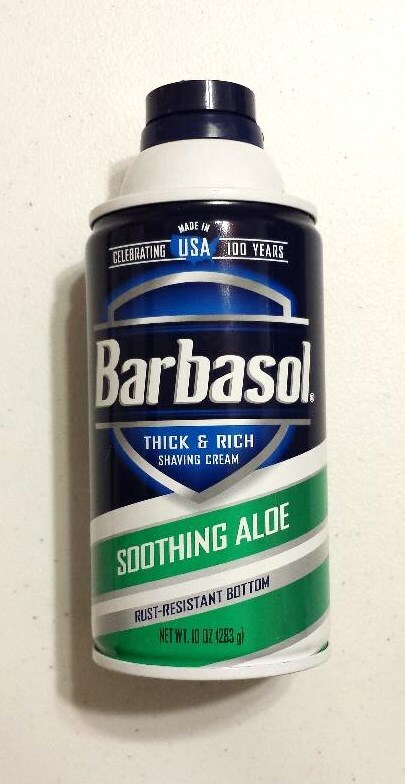 MADE IN
CELEBRATING USA 100 YEARS
Barbasol®
THICK & RICH
SHAVING CREAM
SOOTHING ALOE
RUST-RESISTANT BOTTOM
NET WT. 10 OZ (283 g)